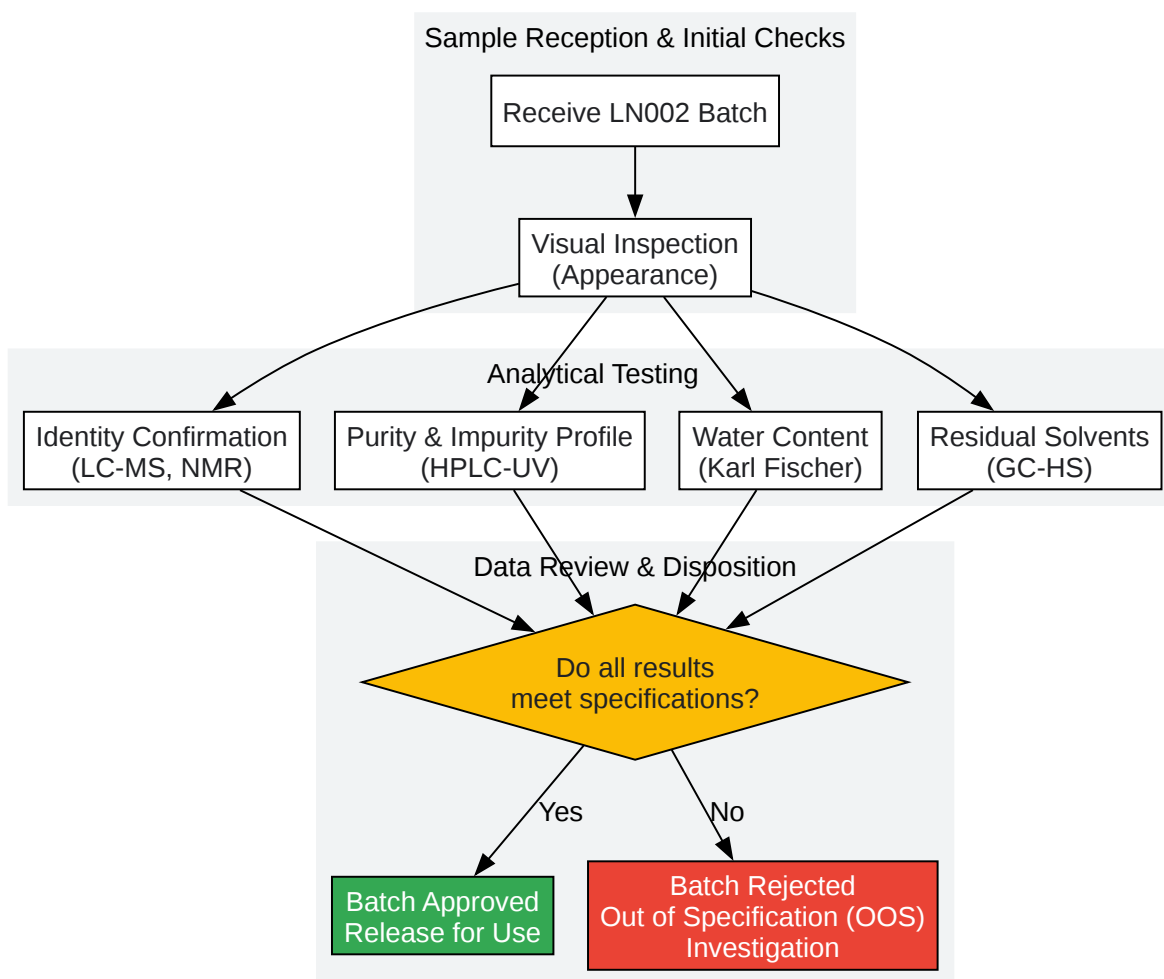 Sample Reception & Initial Checks
Receive LN002 Batch
Visual Inspection
(Appearance)
Analytical Testing
Identity Confirmation
(LC-MS, NMR)
Purity & Impurity Profile
(HPLC-UV)
Water Content
(Karl Fischer)
Residual Solvents
(GC-HS)
Data Review & Disposition
Do all results
meet specifications?
Yes
No
Batch Approved
Release for Use
Batch Rejected
Out of Specification (OOS)
Investigation